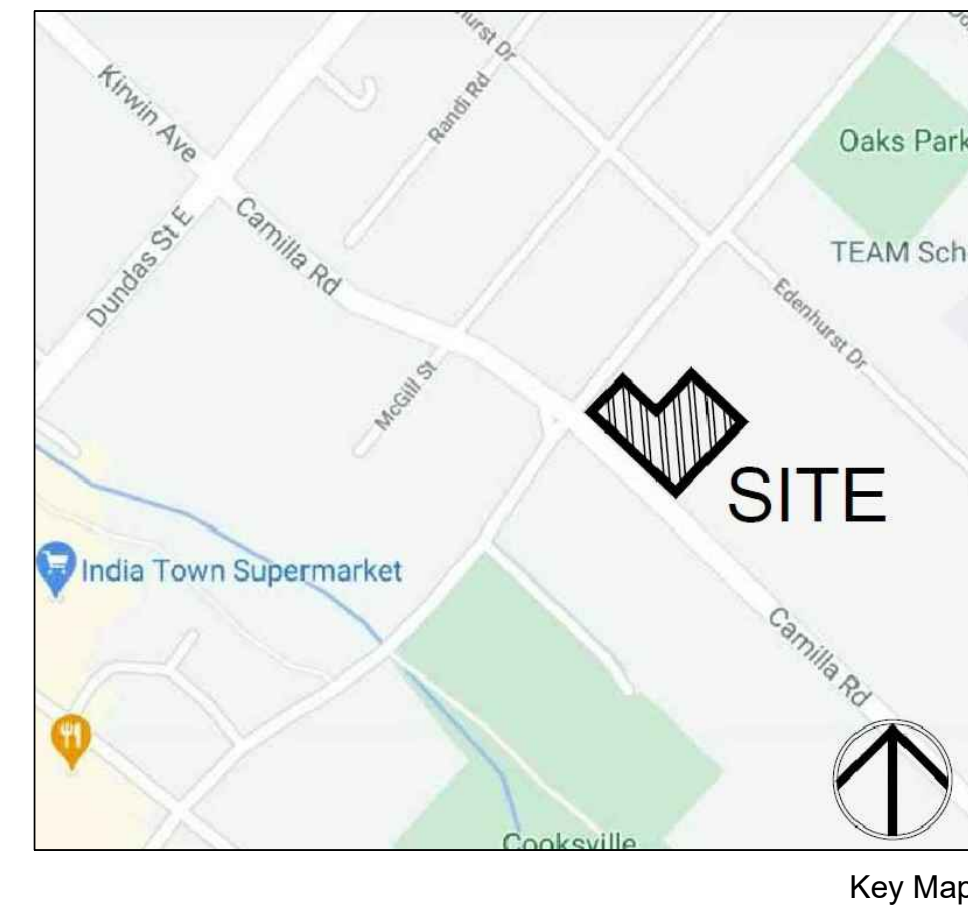 Kirwin Ave
Randi Rd
Oaks Park
Camilla Rd
Dundas St E
TEAM Sch
Edenhurst Dr
McGill St
SITE
India Town Supermarket
Camilla Rd
Cooksville
Key Map